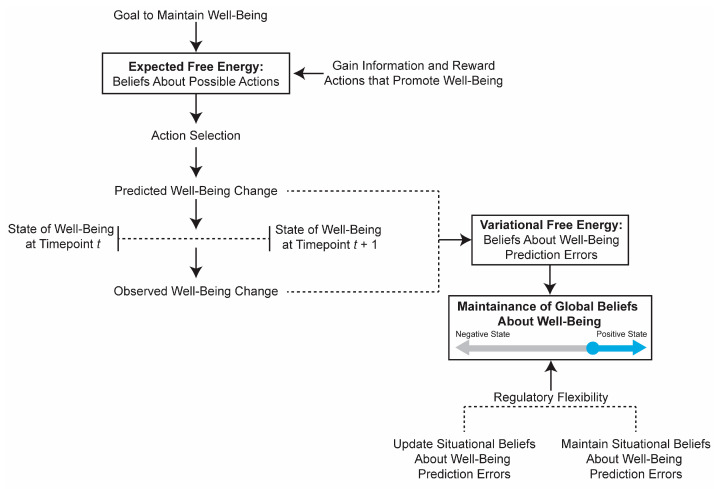 Goal to Maintain Well-Being
Expected Free Energy:
Beliefs About Possible Actions
Gain Information and Reward
Actions that Promote Well-Being
Action Selection
Predicted Well-Being Change
State of Well-Being
at Timepoint t
State of Well-Being
at Timepoint t + 1
Observed Well-Being Change
Variational Free Energy:
Beliefs About Well-Being
Prediction Errors
Maintainance of Global Beliefs
About Well-Being
Negative State
Positive State
Regulatory Flexibility
Update Situational Beliefs
About Well-Being
Prediction Errors
Maintain Situational Beliefs
About Well-Being
Prediction Errors